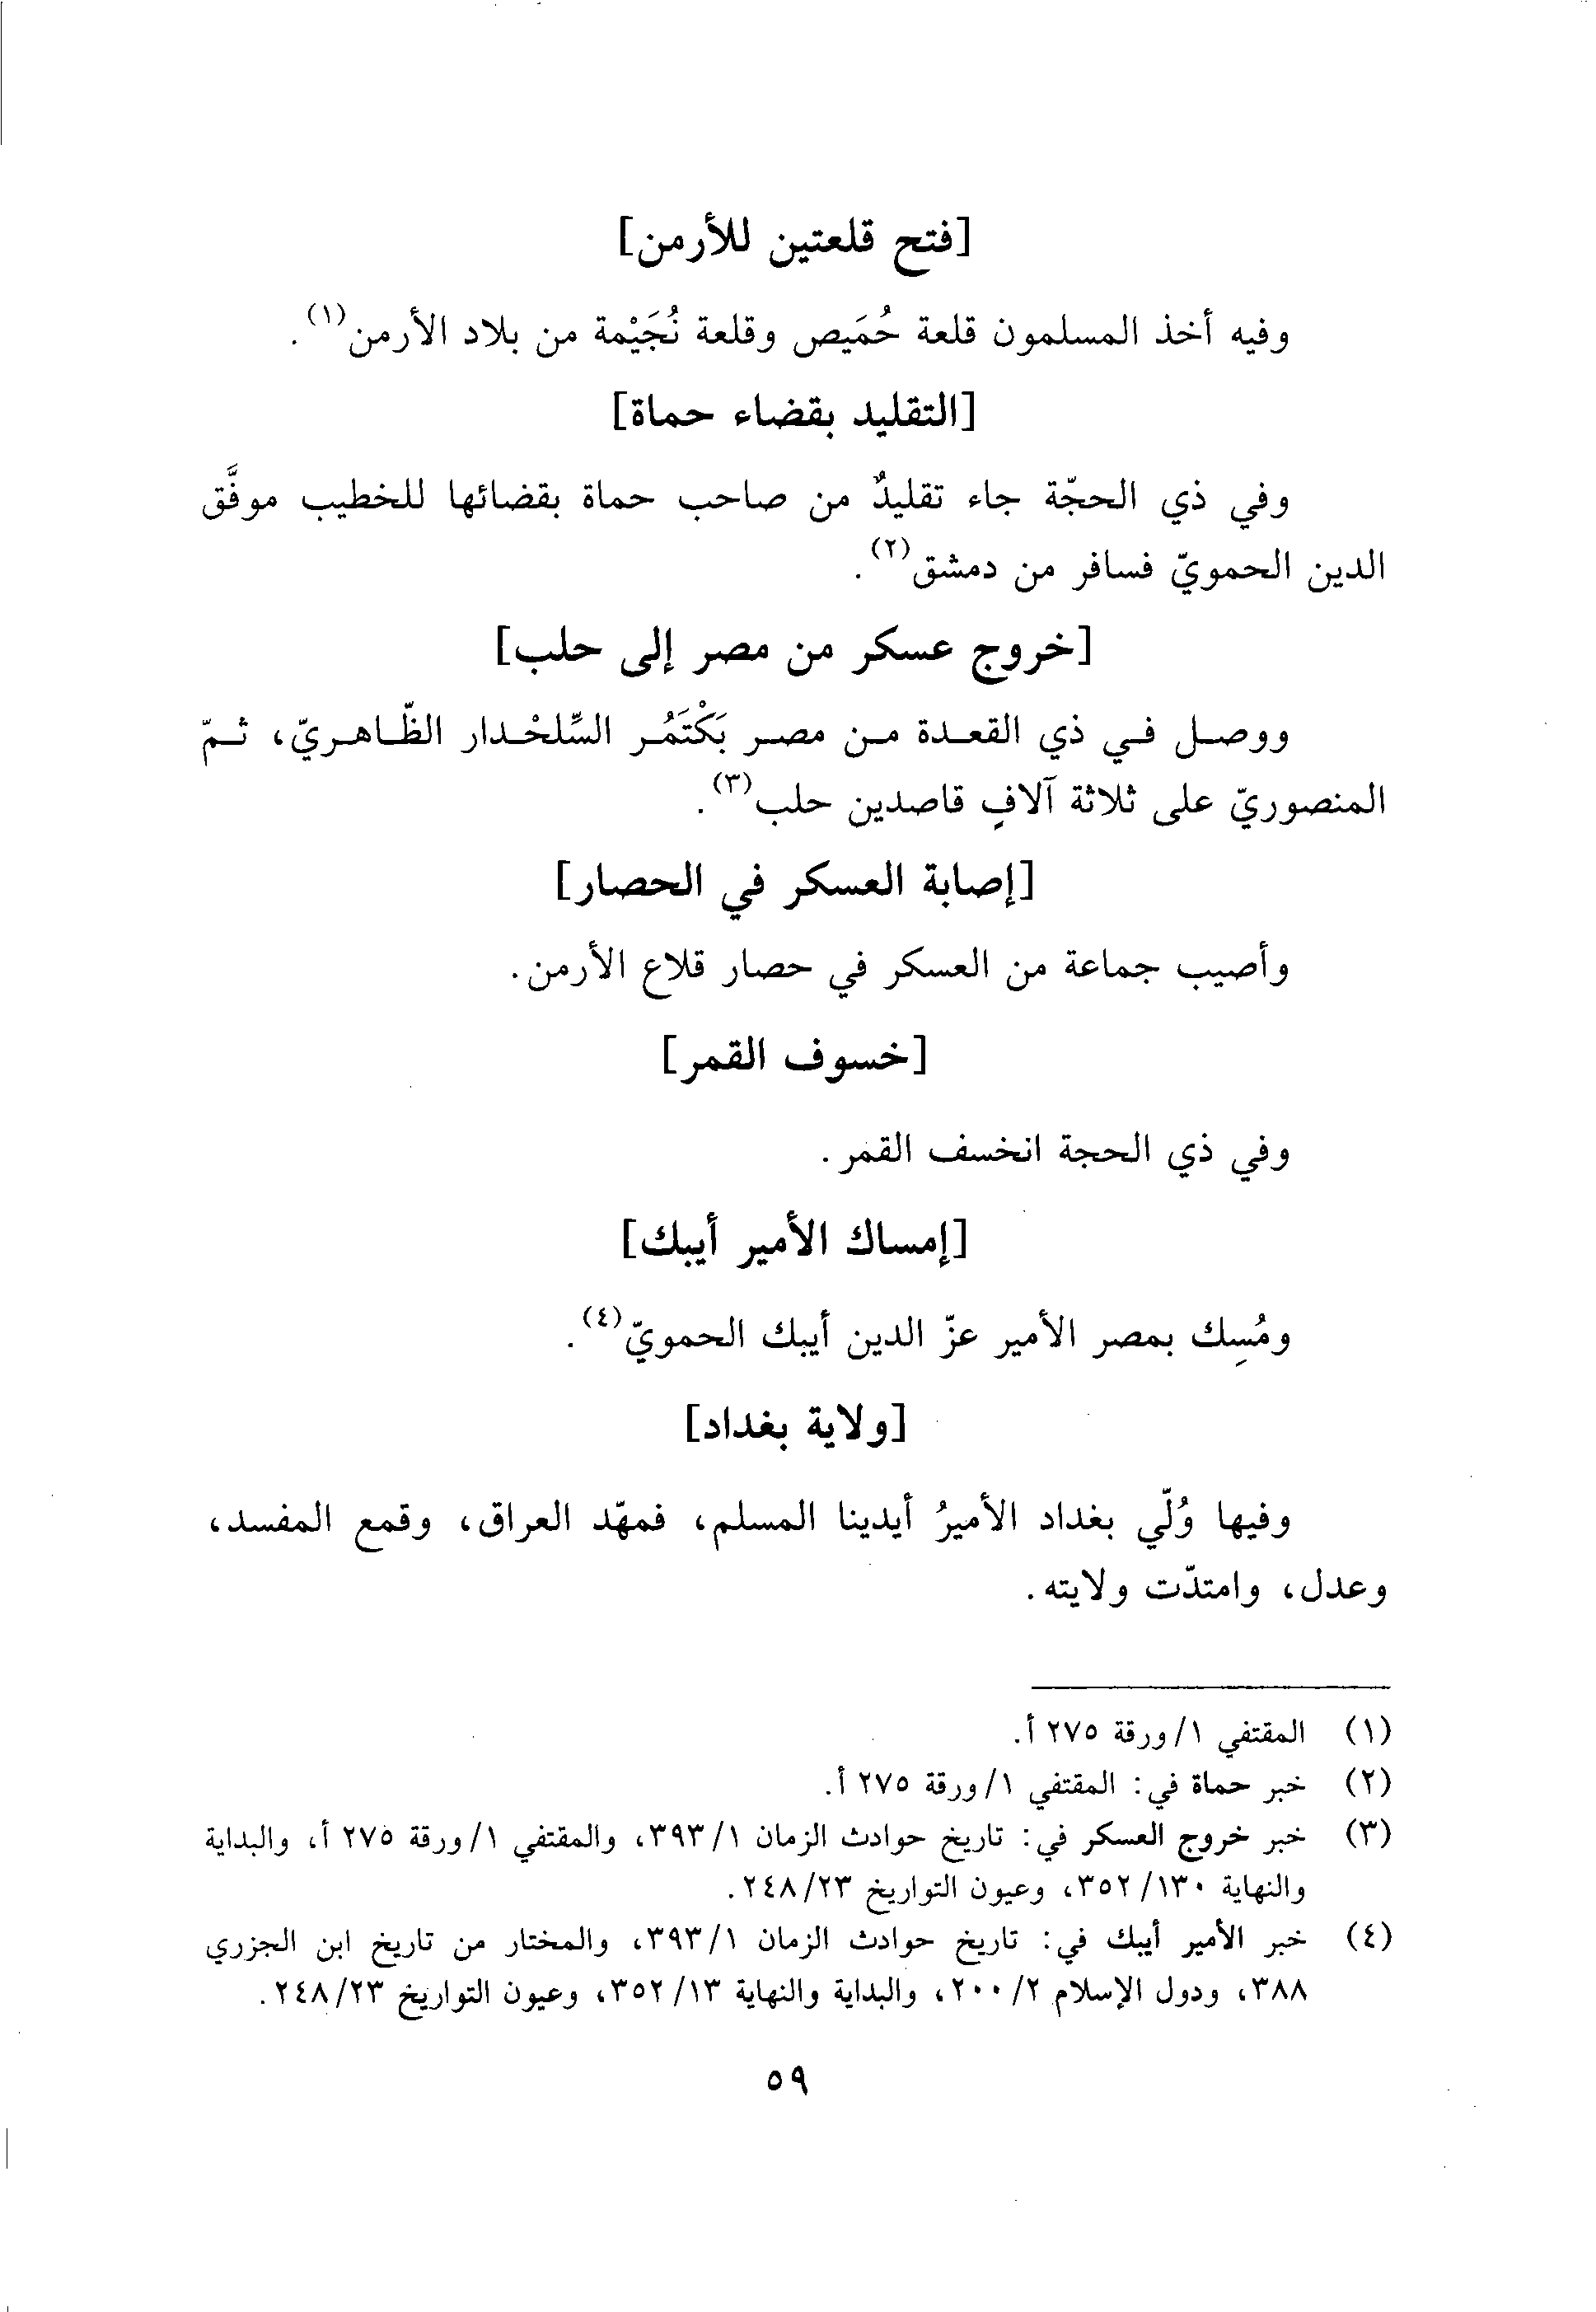 [فتح قلعتين للأرمن]
وفيه أخذ المسلمون قلعة حُمَيص وقلعة نُجَيْمة من بلاد الأرمن(١).
[التقليد بقضاء حماة]
وفي ذي الحجّة جاء تقليدٌ من صاحب حماة بقضائها للخطيب موفَّق
الدين الحمويّ فسافر من دمشق(٢).
[خروج عسكر من مصر إلى حلب]
ووصل في ذي القعدة من مصر بَكْتَمُر السِّلحْدار الظّاهريّ، ثمّ
المنصوريّ على ثلاثة آلافٍ قاصدين حلب(٣).
[إصابة العسكر في الحصار]
وأصيب جماعة من العسكر في حصار قلاع الأرمن.
[خسوف القمر]
وفي ذي الحجة انخسف القمر.
[إمساك الأمير أيبك]
ومُسِك بمصر الأمير عزّ الدين أيبك الحمويّ(٤).
[ولاية بغداد]
وفيها وُلّي بغداد الأميرُ أيدينا المسلم، فمهّد العراق، وقمع المفسد،
وعدل، وامتدّت ولايته.
(١) المقتفي ١/ورقة ٢٧٥ أ.
(٢) خبر حماة في: المقتفي ١/ورقة ٢٧٥ أ.
(٣) خبر خروج العسكر في: تاريخ حوادث الزمان ١/٣٩٣، والمقتفي ١/ورقة ٢٧٥ أ، والبداية
والنهاية ١٣٠/٣٥٢، وعيون التواريخ ٢٣/٢٤٨.
(٤) خبر الأمير أيبك في: تاريخ حوادث الزمان ١/٣٩٣، والمختار من تاريخ ابن الجزري
٣٨٨، ودول الإسلام ٢/٢٠٠، والبداية والنهاية ١٣/٣٥٢، وعيون التواريخ ٢٣/٢٤٨.
٥٩